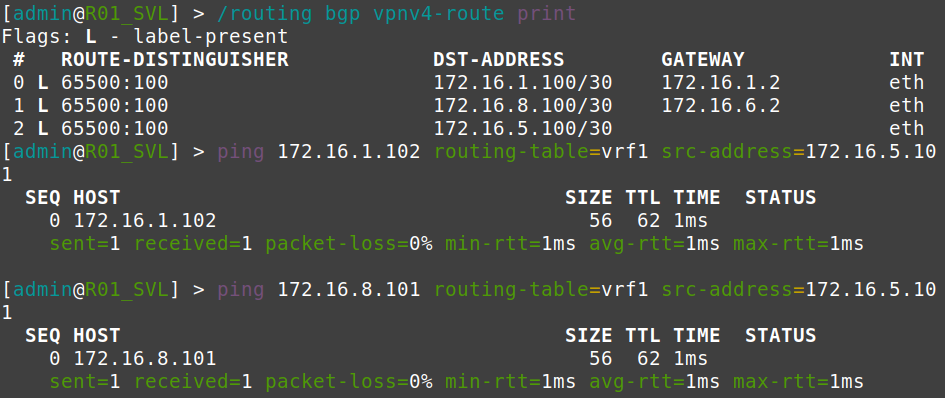 [admin@R01_SVL] > /routing bgp vpnv4-route print
Flags: L - label-present
# ROUTE-DISTINGUISHER DST-ADDRESS GATEWAY INT
0 L 65500:100 172.16.1.100/30 172.16.1.2 eth
1 L 65500:100 172.16.8.100/30 172.16.6.2 eth
2 L 65500:100 172.16.5.100/30 eth
[admin@R01_SVL] > ping 172.16.1.102 routing-table=vrf1 src-address=172.16.5.10
1
SEQ HOST SIZE TTL TIME STATUS
0 172.16.1.102 56 62 1ms
sent=1 received=1 packet-loss=0% min-rtt=1ms avg-rtt=1ms max-rtt=1ms
[admin@R01_SVL] > ping 172.16.8.101 routing-table=vrf1 src-address=172.16.5.10
1
SEQ HOST SIZE TTL TIME STATUS
0 172.16.8.101 56 62 1ms
sent=1 received=1 packet-loss=0% min-rtt=1ms avg-rtt=1ms max-rtt=1ms